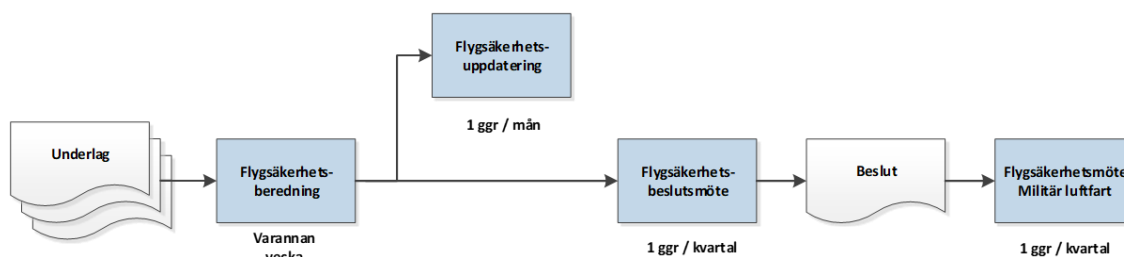 Flygsäkerhets-
uppdatering
1 ggr / mån
Underlag
Flygsäkerhets-
beredning
Varannan
vecka
Flygsäkerhets-
beslutsmöte
1 ggr / kvartal
Beslut
Flygsäkerhetsmöte
Militär luftfart
1 ggr / kvartal